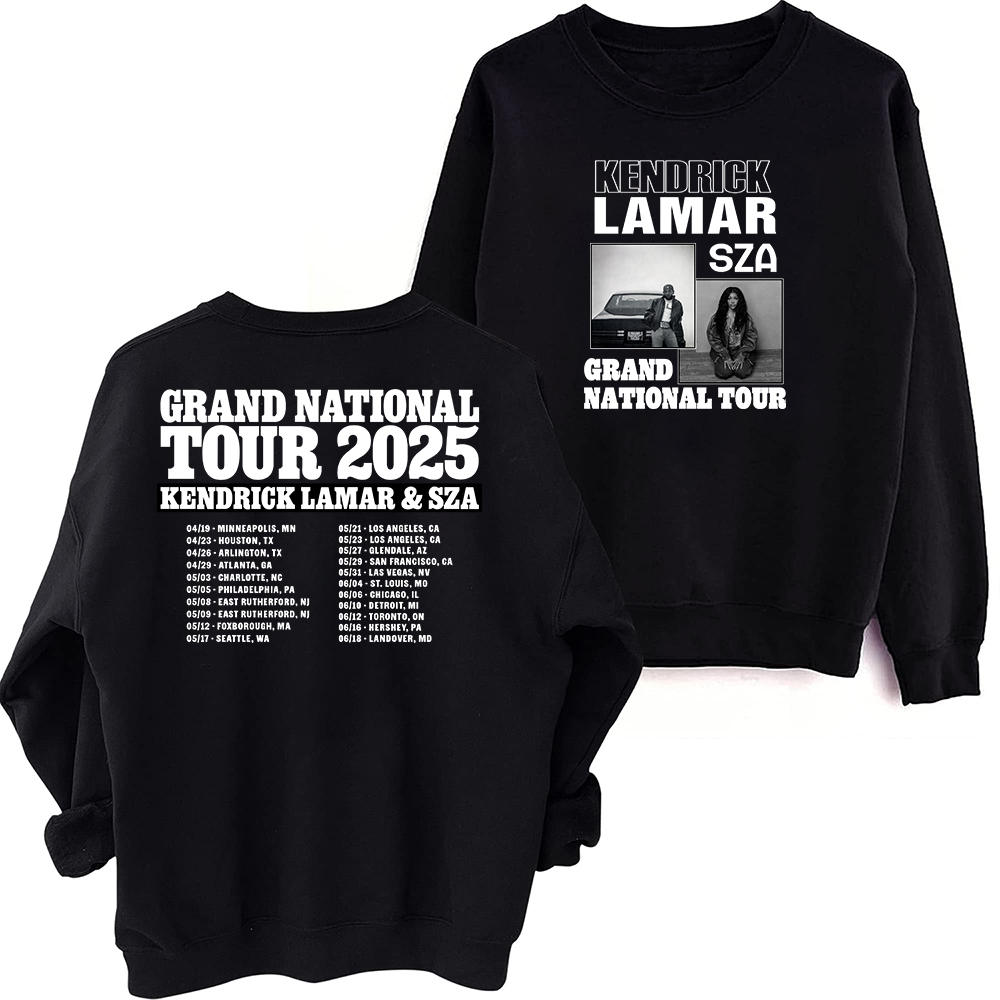 KENDRICK
LAMAR
SZA
GRAND
NATIONAL TOUR
GRAND NATIONAL
TOUR 2025
KENDRICK LAMAR & SZA
04/19 - MINNEAPOLIS, MN
04/23 - HOUSTON, TX
04/26 - ARLINGTON, TX
04/29 - ATLANTA, GA
05/03 - CHARLOTTE, NC
05/05 - PHILADELPHIA, PA
05/08 - EAST RUTHERFORD, NJ
05/09 - EAST RUTHERFORD, NJ
05/12 - FOXBOROUGH, MA
05/17 - SEATTLE, WA
05/21 - LOS ANGELES, CA
05/23 - LOS ANGELES, CA
05/27 - GLENDALE, AZ
05/29 - SAN FRANCISCO, CA
05/31 - LAS VEGAS, NV
06/04 - ST. LOUIS, MO
06/06 - CHICAGO, IL
06/10 - DETROIT, MI
06/12 - TORONTO, ON
06/16 - HERSHEY, PA
06/18 - LANDOVER, MD